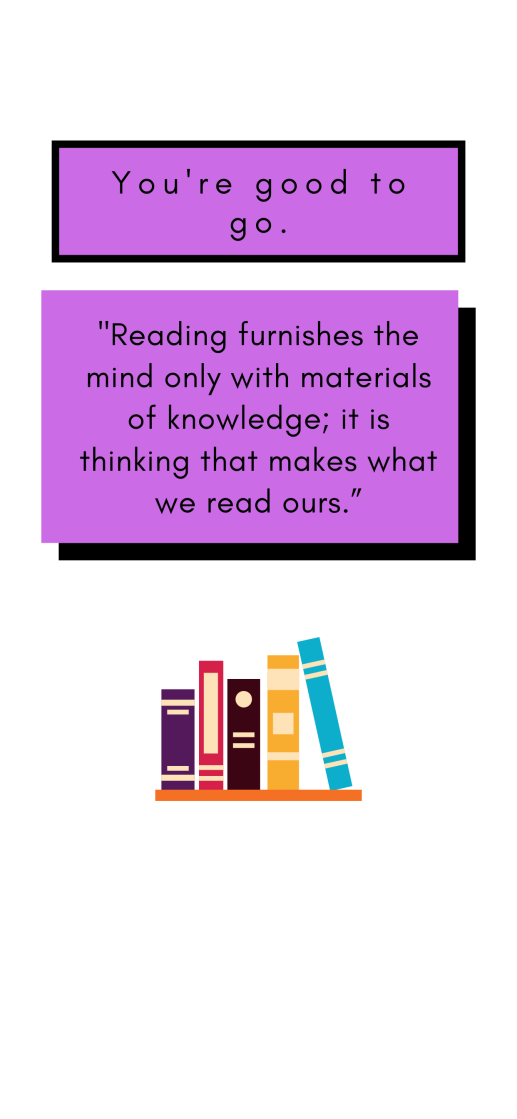 You're good to
go.
"Reading furnishes the
mind only with materials
of knowledge; it is
thinking that makes what
we read ours.”